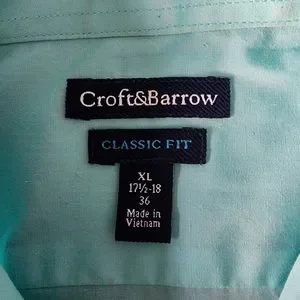 Croft&Barrow
CLASSIC FIT
XL
17½-18
36
Made in
Vietnam